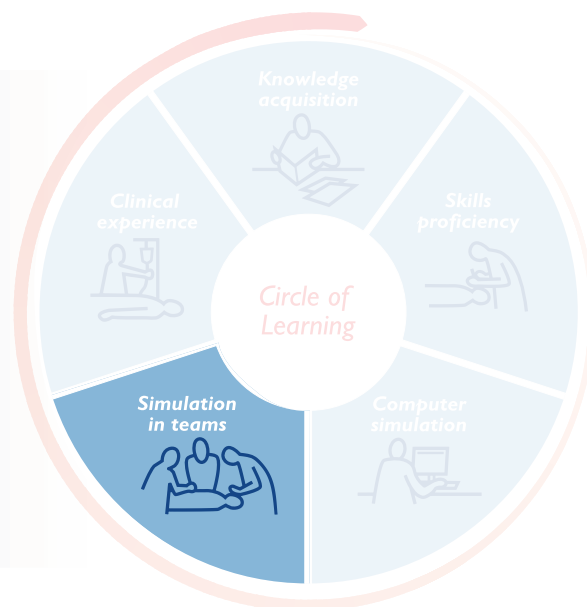 Knowledge
acquisition
Clinical
experience
Skills
proficiency
Circle of
Learning
Simulation
in teams
Computer
simulation